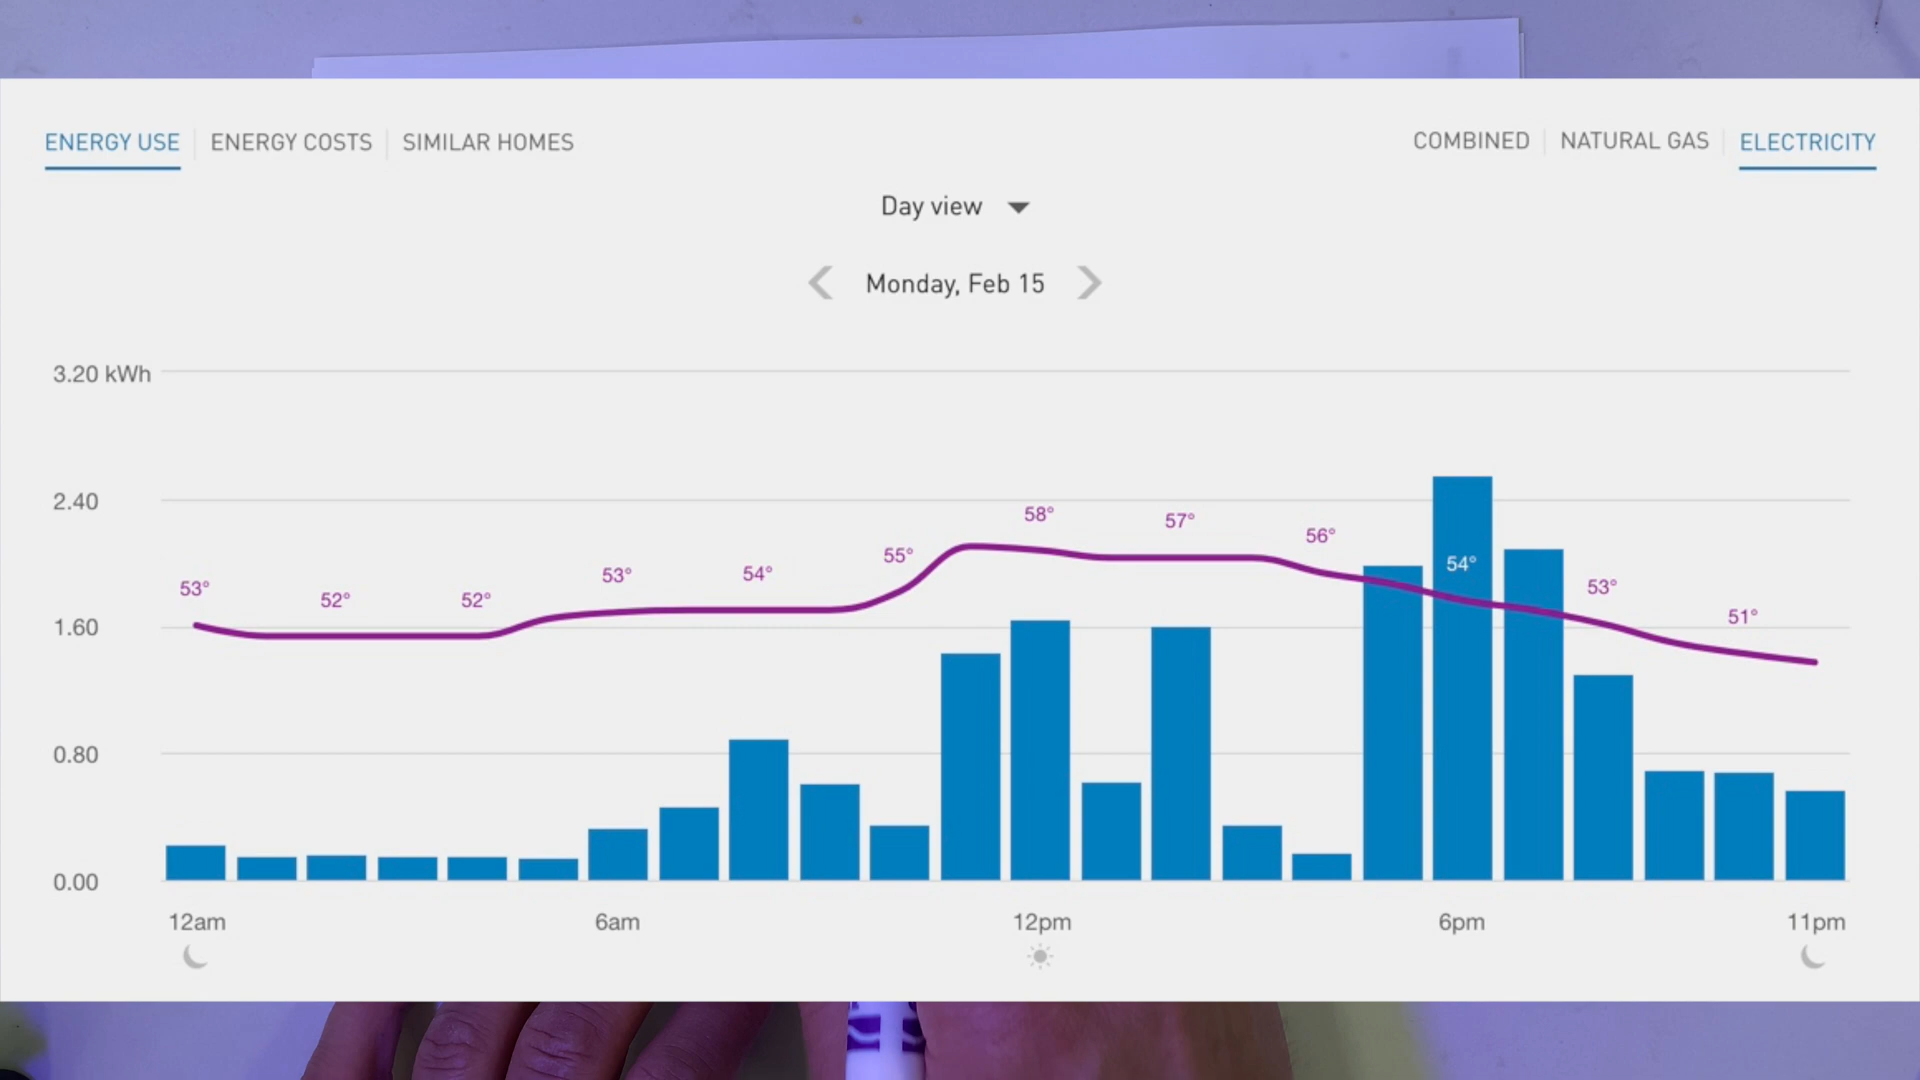 ENERGY USE ENERGY COSTS SIMILAR HOMES COMBINED NATURAL GAS ELECTRICITY
Day view
Monday, Feb 15
3.20 kWh
2.40
58° 57°
56°
55° 54°
53° 54° 53°
53° 52° 52°
51°
1.60
0.80
0.00
12am 6am 12pm 6pm 11pm